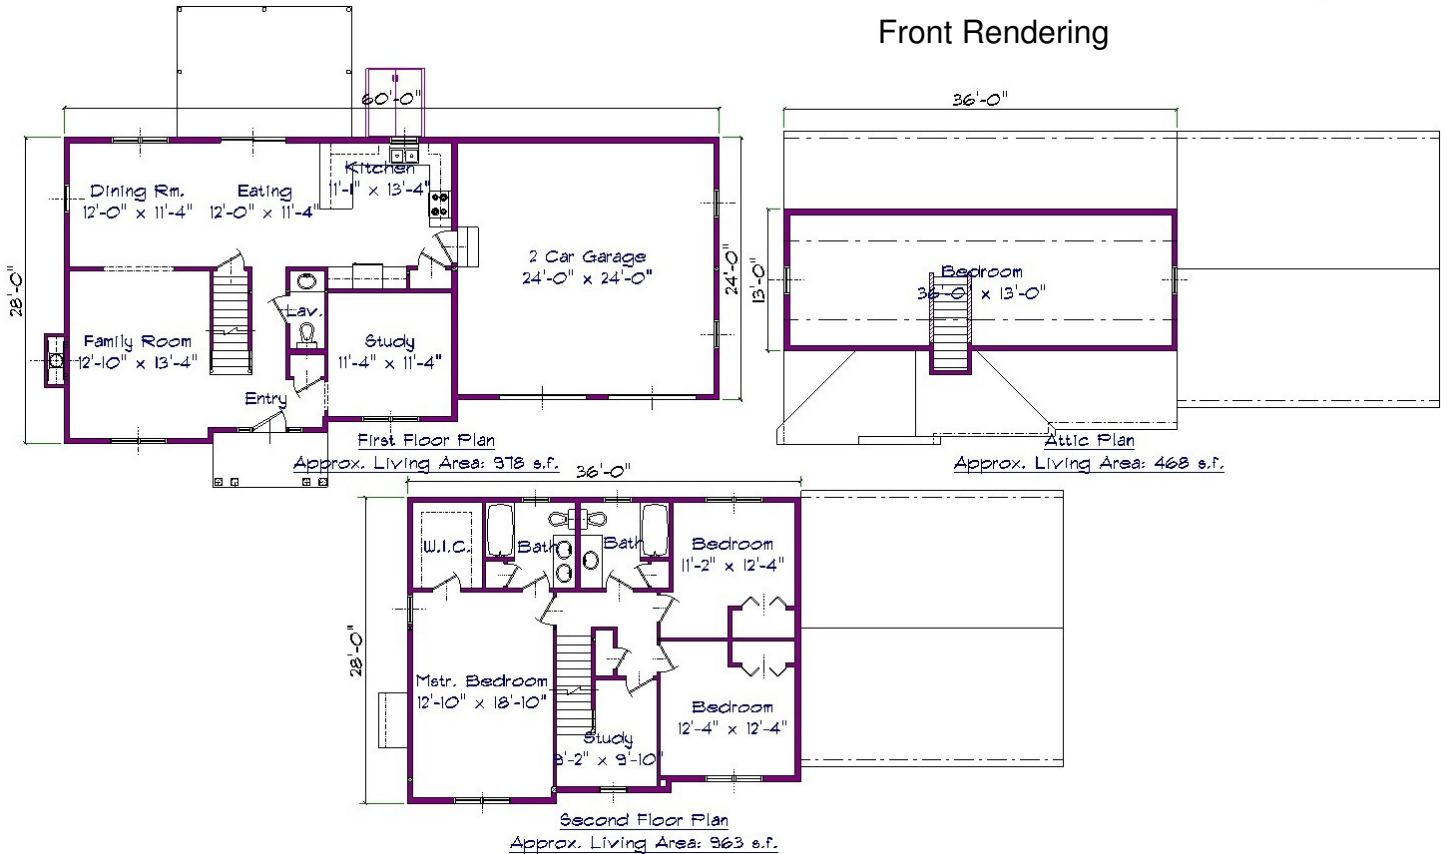 Front Rendering
60'-0"
Dining Rm.
12'-0" x 11'-4"
Eating
12'-0" x 11'-4"
Kitchen
11'-1" x 13'-4"
2 Car Garage
24'-0" x 24'-0"
28'-0"
24'-0"
Lav.
Family Room
12'-10" x 13'-4"
Study
11'-4" x 11'-4"
Entry
First Floor Plan
Approx. Living Area: 978 s.f.
36'-0"
13'-0"
Bedroom
36'-0" x 13'-0"
Attic Plan
Approx. Living Area: 468 s.f.
36'-0"
28'-0"
W.I.C.
Bath
Bath
Bedroom
11'-2" x 12'-4"
Mstr. Bedroom
12'-10" x 18'-10"
Bedroom
12'-4" x 12'-4"
Study
x 9'-10"
Second Floor Plan
Approx. Living Area: 963 s.f.